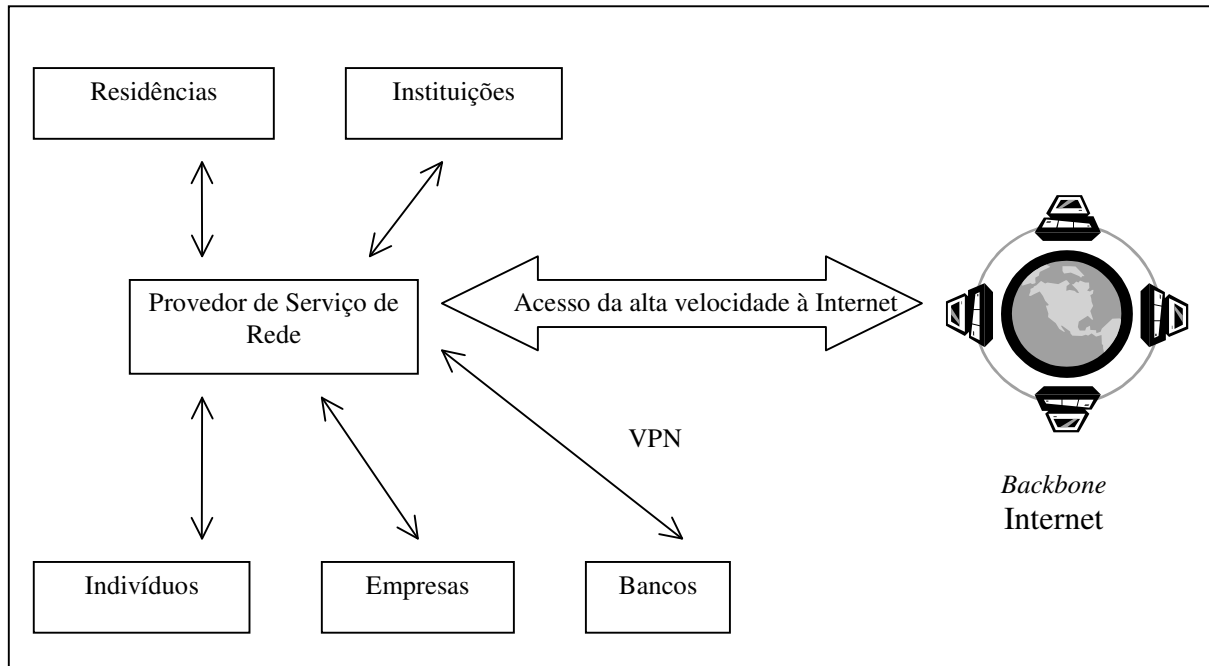 Residências
Instituições
Provedor de Serviço de
Rede
Acesso da alta velocidade à Internet
VPN
Backbone
Internet
Indivíduos
Empresas
Bancos